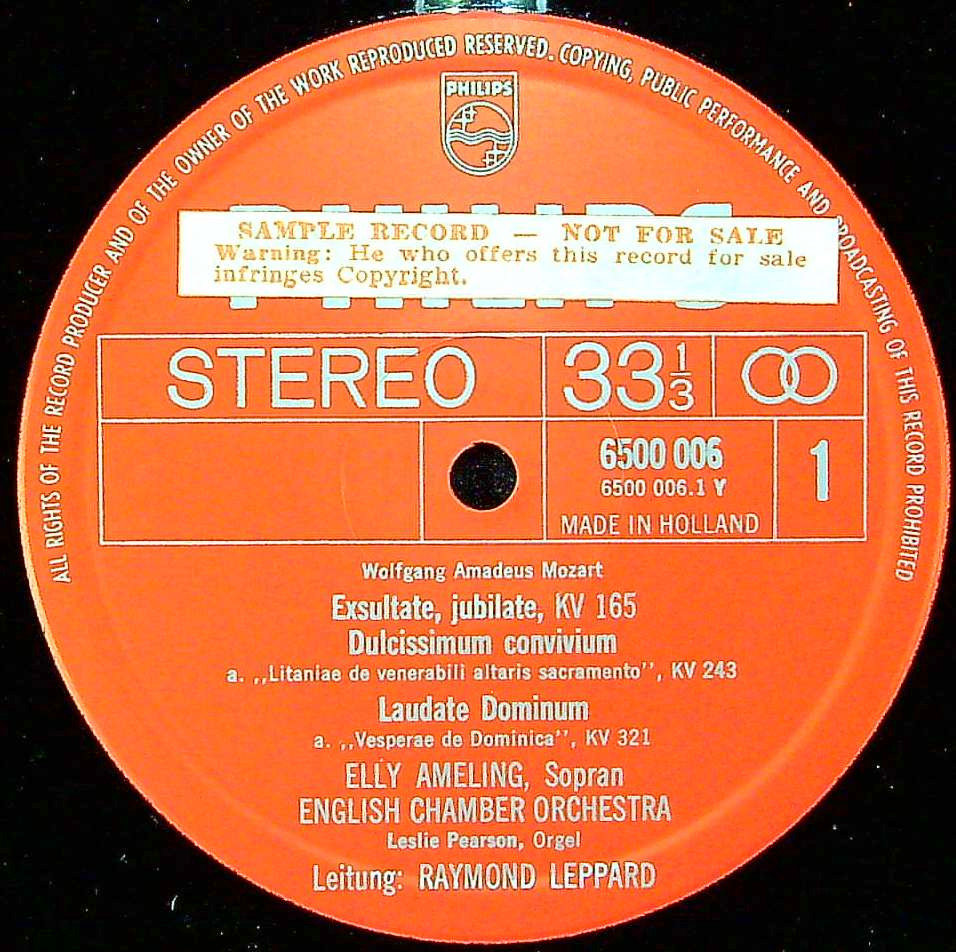 ALL RIGHTS OF THE RECORD PRODUCER AND OF THE OWNER OF THE WORK REPRODUCED RESERVED. COPYING, PUBLIC PERFORMANCE AND BROADCASTING OF THIS RECORD PROHIBITED
PHILIPS
PHILIPS
SAMPLE RECORD — NOT FOR SALE
Warning: He who offers this record for sale
infringes Copyright.
STEREO 33 1/3
6500 006 1
6500 006.1 Y
MADE IN HOLLAND
Wolfgang Amadeus Mozart
Exsultate, jubilate, KV 165
Dulcissimum convivium
a. ,,Litaniae de venerabili altaris sacramento'', KV 243
Laudate Dominum
a. ,,Vesperae de Dominica'', KV 321
ELLY AMELING, Sopran
ENGLISH CHAMBER ORCHESTRA
Leslie Pearson, Orgel
Leitung: RAYMOND LEPPARD